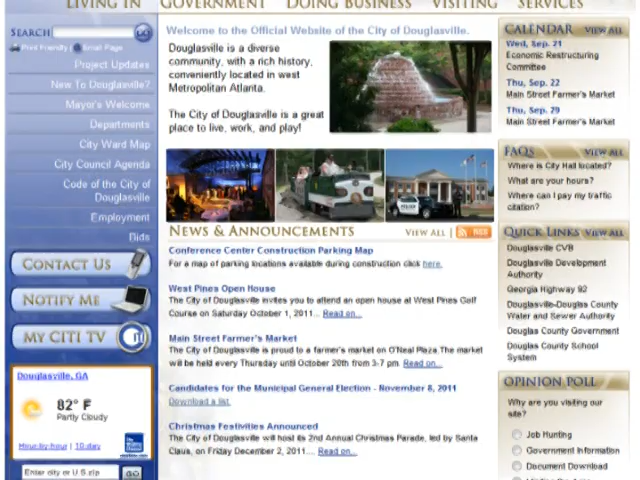 LIVING IN GOVERNMENT DOING BUSINESS VISITING SERVICES
SEARCH GO
Print Friendly | Email Page
Project Updates
New To Douglasville?
Mayor's Welcome
Departments
City Ward Map
City Council Agenda
Code of the City of
Douglasville
Employment
Bids
CONTACT US
NOTIFY ME
MY CITI TV
Douglasville, GA
82° F
Partly Cloudy
Hour-by-hour | 10-day
Enter city or U.S. zip GO
Welcome to the Official Website of the City of Douglasville.
Douglasville is a diverse
community, with a rich history,
conveniently located in west
Metropolitan Atlanta.
The City of Douglasville is a great
place to live, work, and play!
NEWS & ANNOUNCEMENTS VIEW ALL | RSS
Conference Center Construction Parking Map
For a map of parking locations available during construction click here.
West Pines Open House
The City of Douglasville invites you to attend an open house at West Pines Golf
Course on Saturday October 1, 2011... Read on...
Main Street Farmer's Market
The City of Douglasville is proud to a farmer's market on O'Neal Plaza.The market
will be held every Thursday until October 20th from 3-7 pm. Read on...
Candidates for the Municipal General Election - November 8, 2011
Download a list.
Christmas Festivities Announced
The City of Douglasville will host its 2nd Annual Christmas Parade, led by Santa
Claus, on Friday December 2, 2011.... Read on...
CALENDAR VIEW ALL
Wed, Sep. 21
Economic Restructuring
Committee
Thu, Sep. 22
Main Street Farmer's Market
Thu, Sep. 29
Main Street Farmer's Market
FAQS VIEW ALL
Where is City Hall located?
What are your hours?
Where can I pay my traffic
citation?
QUICK LINKS VIEW ALL
Douglasville CVB
Douglasville Development
Authority
Georgia Highway 92
Douglasville-Douglas County
Water and Sewer Authority
Douglas County Government
Douglas County School
System
OPINION POLL
Why are you visiting our
site?
Job Hunting
Government Information
Document Download